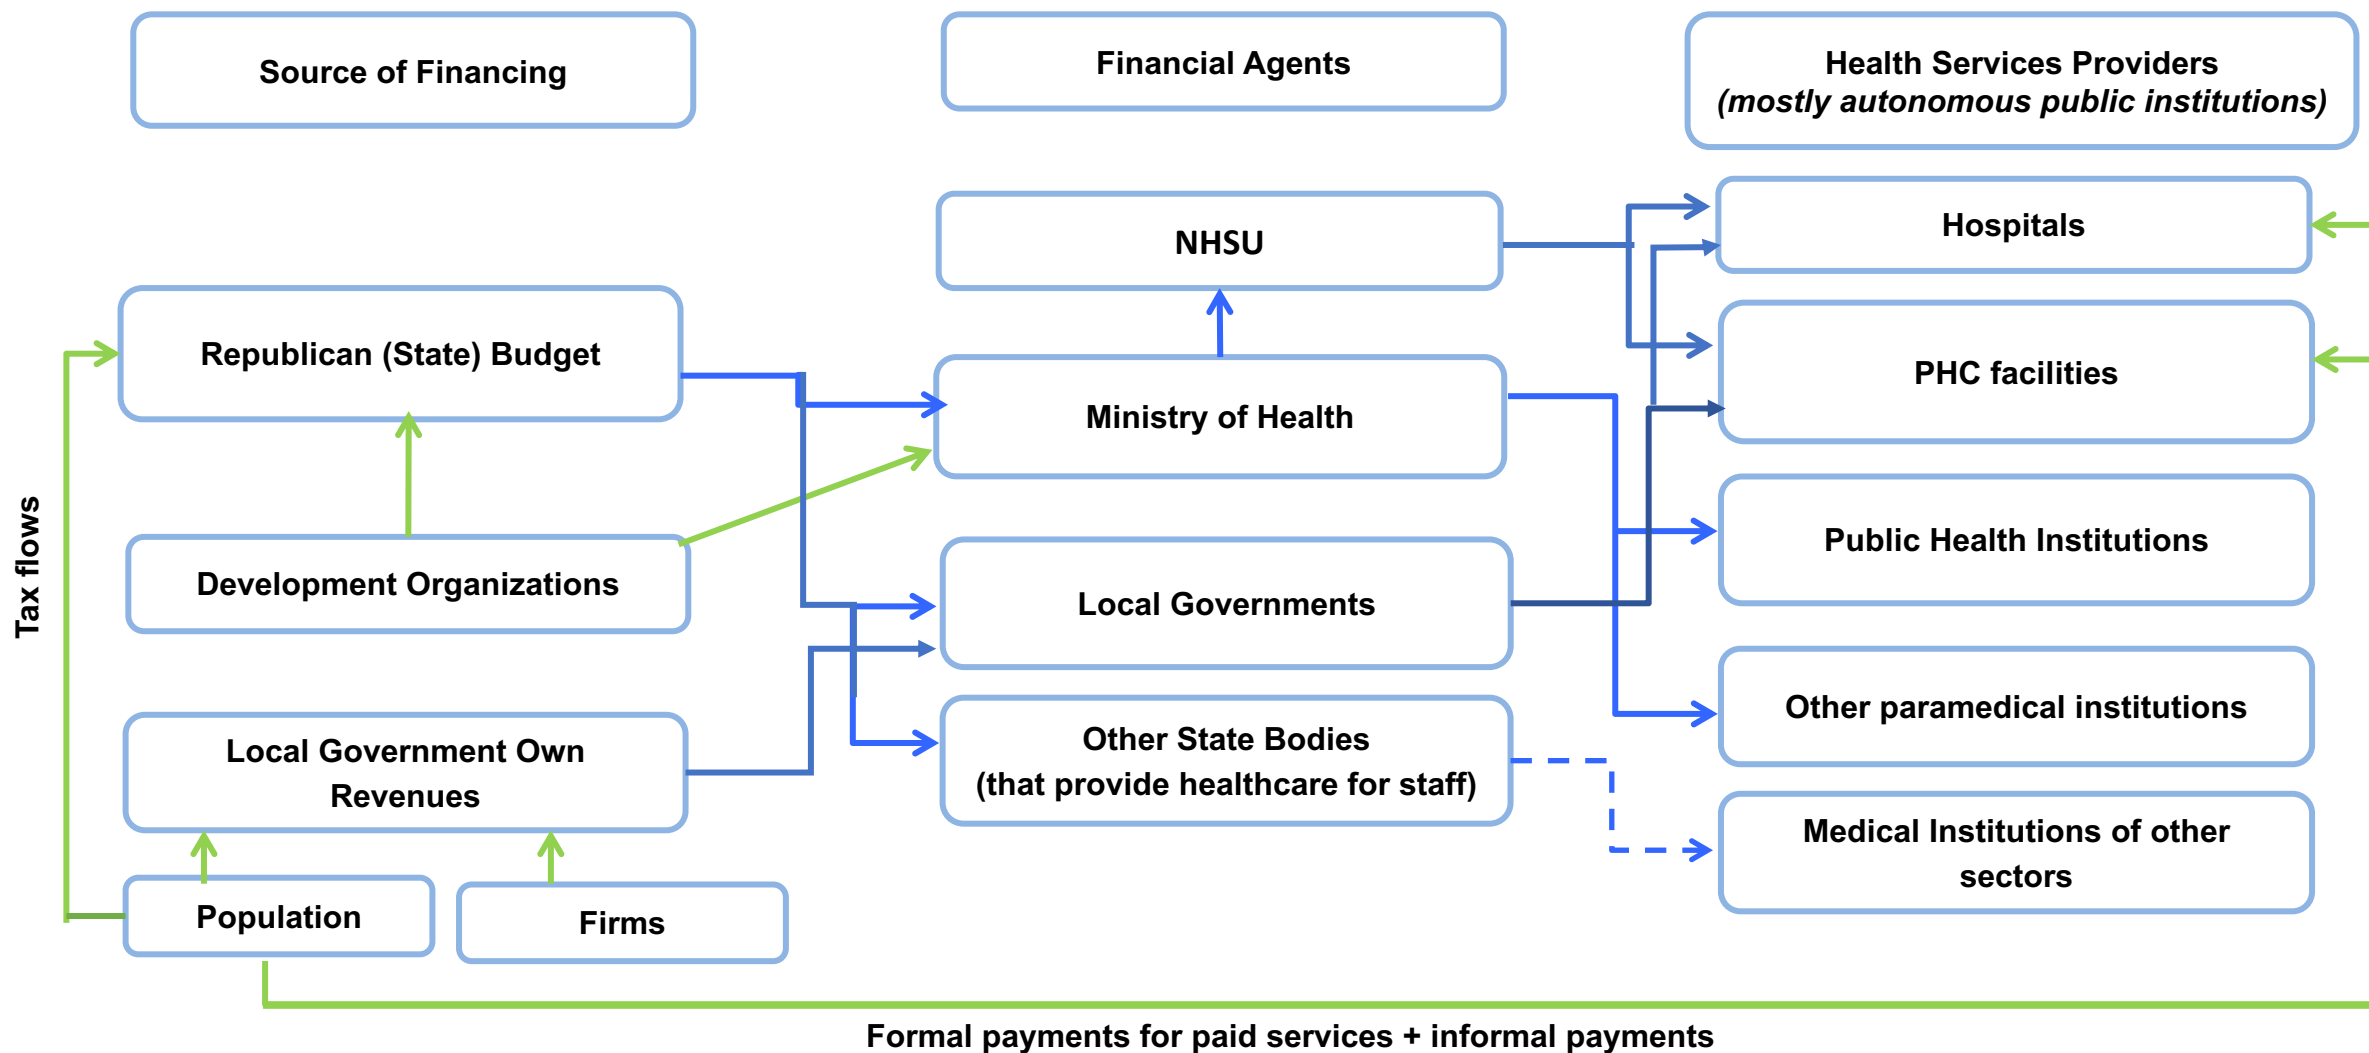 Source of Financing
Financial Agents
Health Services Providers
(mostly autonomous public institutions)
NHSU
Hospitals
Republican (State) Budget
Ministry of Health
PHC facilities
Tax flows
Development Organizations
Local Governments
Public Health Institutions
Local Government Own
Revenues
Other State Bodies
(that provide healthcare for staff)
Other paramedical institutions
Medical Institutions of other
sectors
Population
Firms
Formal payments for paid services + informal payments